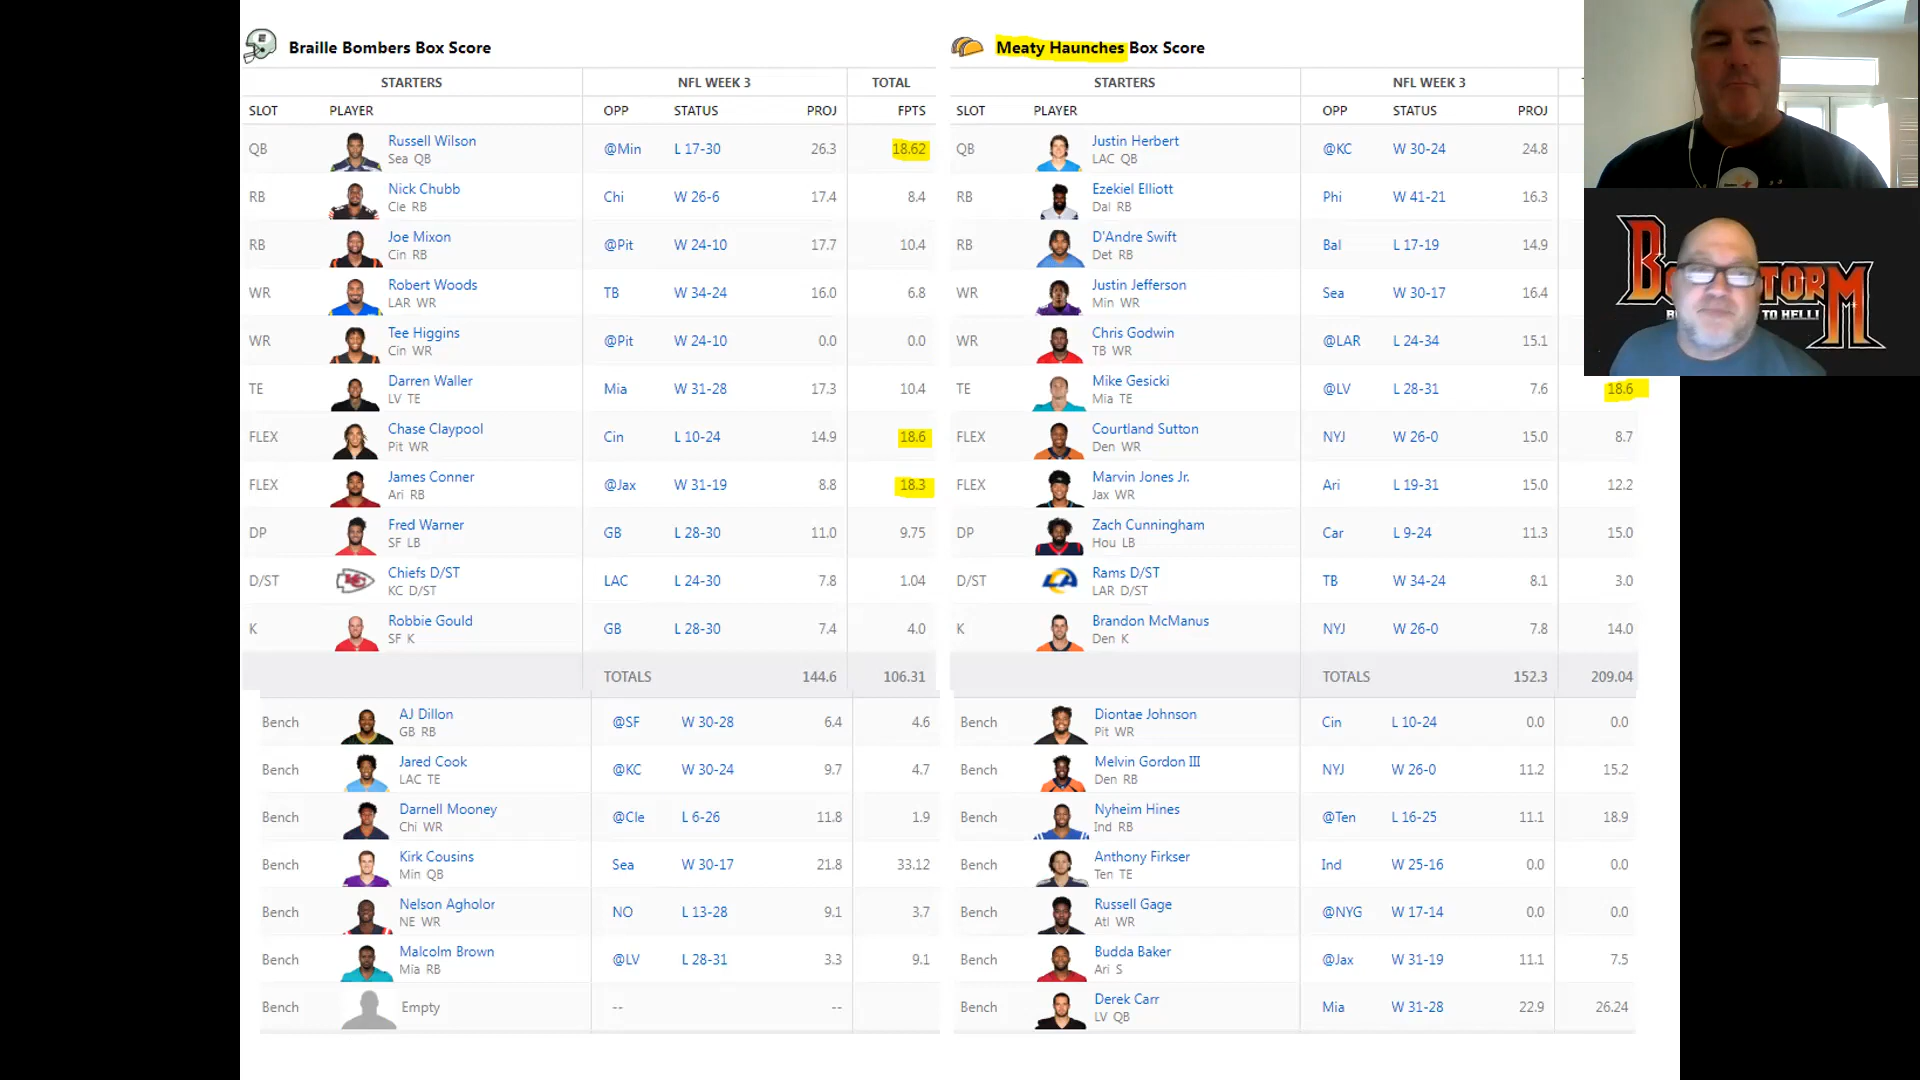 Braille Bombers Box Score
STARTERS NFL WEEK 3 TOTAL
SLOT PLAYER OPP STATUS PROJ FPTS
QB Russell Wilson Sea QB @Min L 17-30 26.3 18.62
RB Nick Chubb Cle RB Chi W 26-6 17.4 8.4
RB Joe Mixon Cin RB @Pit W 24-10 17.7 10.4
WR Robert Woods LAR WR TB W 34-24 16.0 6.8
WR Tee Higgins Cin WR @Pit W 24-10 0.0 0.0
TE Darren Waller LV TE Mia W 31-28 17.3 10.4
FLEX Chase Claypool Pit WR Cin L 10-24 14.9 18.6
FLEX James Conner Ari RB @Jax W 31-19 8.8 18.3
DP Fred Warner SF LB GB L 28-30 11.0 9.75
D/ST Chiefs D/ST KC D/ST LAC L 24-30 7.8 1.04
K Robbie Gould SF K GB L 28-30 7.4 4.0
TOTALS 144.6 106.31
Bench AJ Dillon GB RB @SF W 30-28 6.4 4.6
Bench Jared Cook LAC TE @KC W 30-24 9.7 4.7
Bench Darnell Mooney Chi WR @Cle L 6-26 11.8 1.9
Bench Kirk Cousins Min QB Sea W 30-17 21.8 33.12
Bench Nelson Agholor NE WR NO L 13-28 9.1 3.7
Bench Malcolm Brown Mia RB @LV L 28-31 3.3 9.1
Bench Empty -- --
Meaty Haunches Box Score
STARTERS NFL WEEK 3
SLOT PLAYER OPP STATUS PROJ
QB Justin Herbert LAC QB @KC W 30-24 24.8
RB Ezekiel Elliott Dal RB Phi W 41-21 16.3
RB D'Andre Swift Det RB Bal L 17-19 14.9
WR Justin Jefferson Min WR Sea W 30-17 16.4
WR Chris Godwin TB WR @LAR L 24-34 15.1
TE Mike Gesicki Mia TE @LV L 28-31 7.6 18.6
FLEX Courtland Sutton Den WR NYJ W 26-0 15.0 8.7
FLEX Marvin Jones Jr. Jax WR Ari L 19-31 15.0 12.2
DP Zach Cunningham Hou LB Car L 9-24 11.3 15.0
D/ST Rams D/ST LAR D/ST TB W 34-24 8.1 3.0
K Brandon McManus Den K NYJ W 26-0 7.8 14.0
TOTALS 152.3 209.04
Bench Diontae Johnson Pit WR Cin L 10-24 0.0 0.0
Bench Melvin Gordon III Den RB NYJ W 26-0 11.2 15.2
Bench Nyheim Hines Ind RB @Ten L 16-25 11.1 18.9
Bench Anthony Firkser Ten TE Ind W 25-16 0.0 0.0
Bench Russell Gage Atl WR @NYG W 17-14 0.0 0.0
Bench Budda Baker Ari S @Jax W 31-19 11.1 7.5
Bench Derek Carr LV QB Mia W 31-28 22.9 26.24
TO HELL!